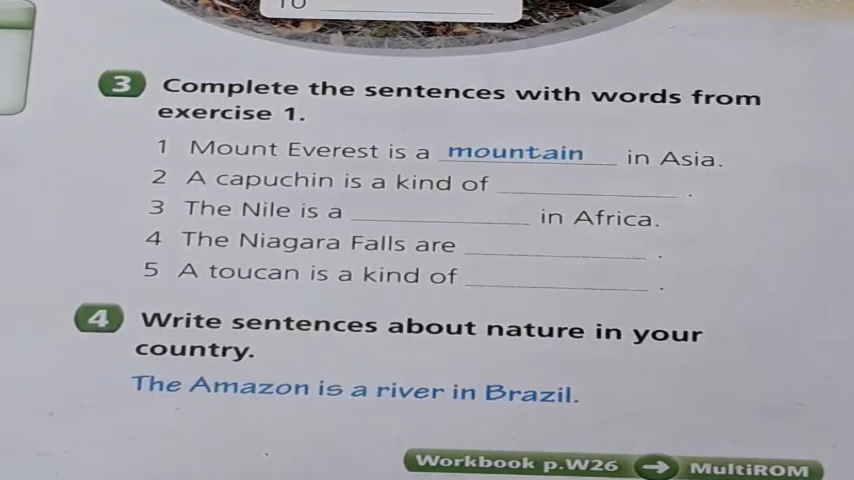 10
3 Complete the sentences with words from
exercise 1.
1 Mount Everest is a mountain in Asia.
2 A capuchin is a kind of .
3 The Nile is a in Africa.
4 The Niagara Falls are .
5 A toucan is a kind of .
4 Write sentences about nature in your
country.
The Amazon is a river in Brazil.
Workbook p.W26 → MultiROM